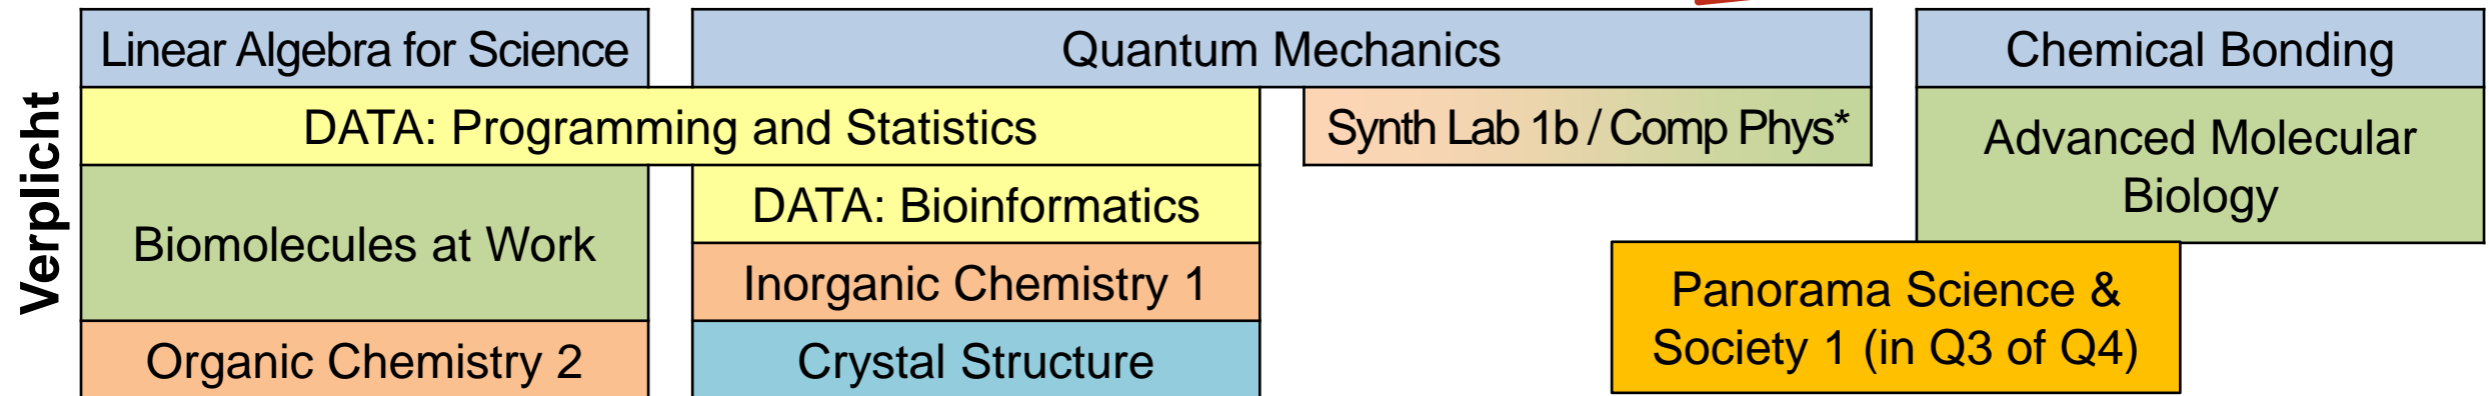 Verplicht
Linear Algebra for Science
Quantum Mechanics
Chemical Bonding
DATA: Programming and Statistics
Synth Lab 1b / Comp Phys*
Advanced Molecular
Biology
Biomolecules at Work
DATA: Bioinformatics
Inorganic Chemistry 1
Panorama Science &
Society 1 (in Q3 of Q4)
Organic Chemistry 2
Crystal Structure